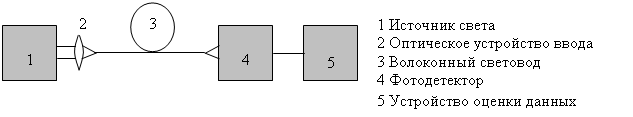 1
2
3
4
5
1 Источник света
2 Оптическое устройство ввода
3 Волоконный световод
4 Фотодетектор
5 Устройство оценки данных